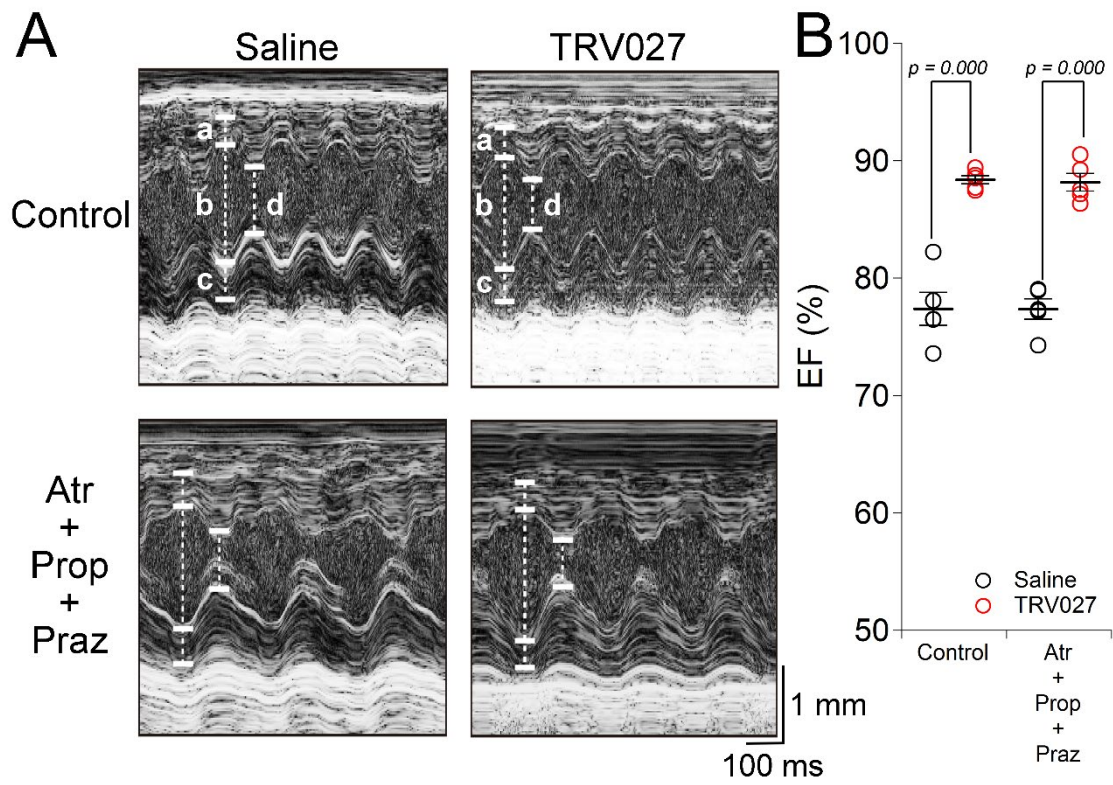 A
Saline
TRV027
Control
a
b
c
d
a
b
c
d
Atr
+
Prop
+
Praz
1 mm
100 ms
B
100
90
80
70
60
50
EF (%)
p = 0.000
p = 0.000
Saline
TRV027
Control
Atr
+
Prop
+
Praz